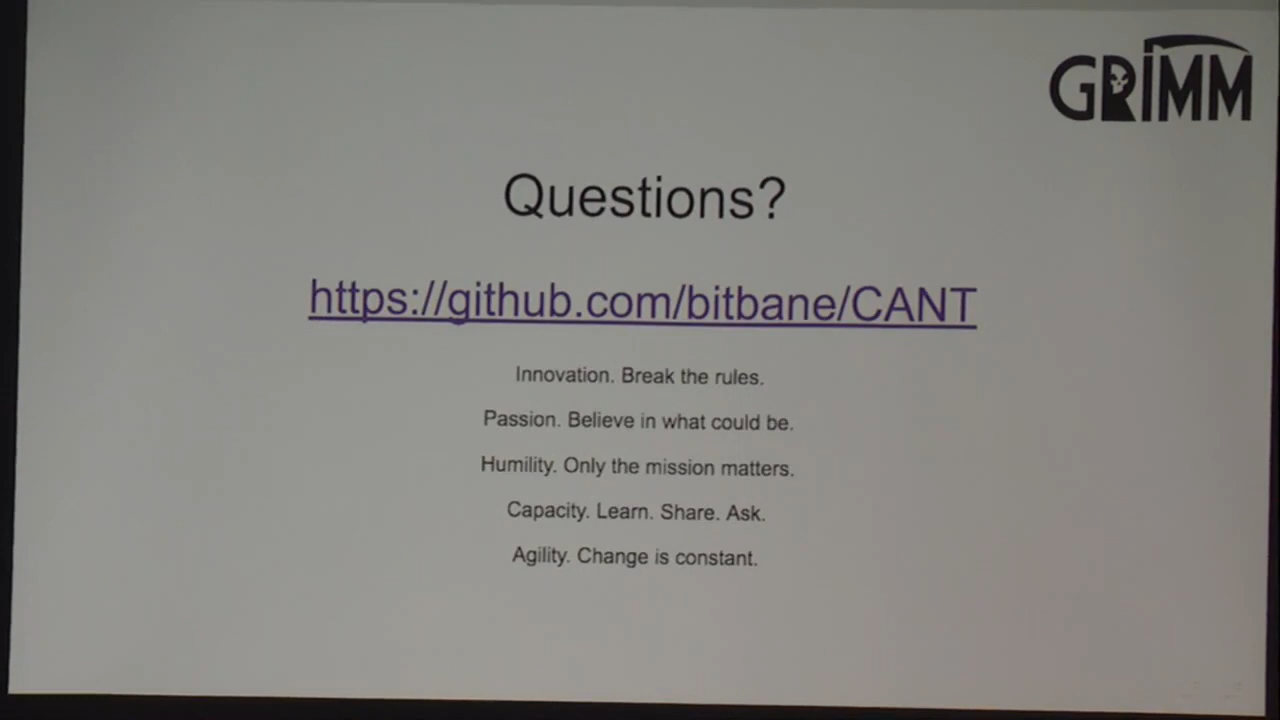 GRIMM
Questions?
https://github.com/bitbane/CANT
Innovation. Break the rules.
Passion. Believe in what could be.
Humility. Only the mission matters.
Capacity. Learn. Share. Ask.
Agility. Change is constant.